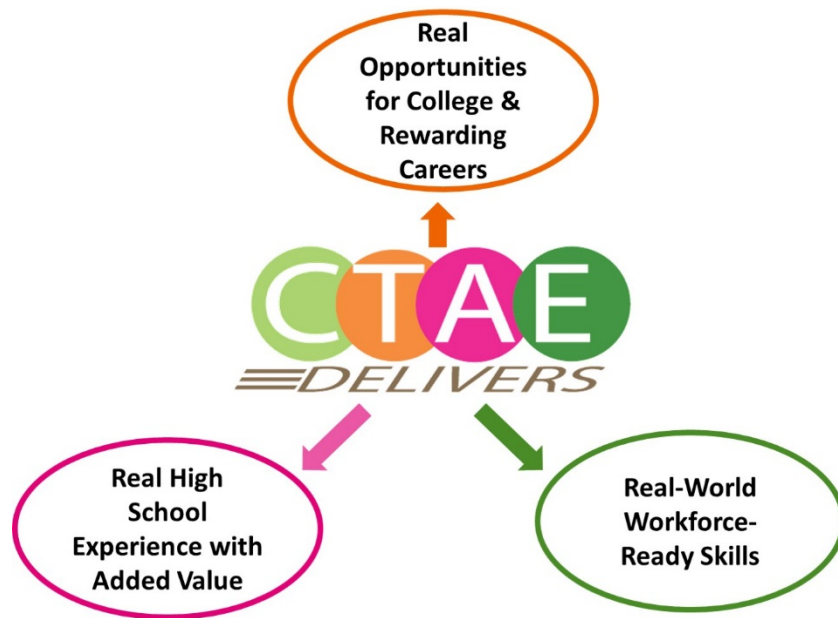 Real
Opportunities
for College &
Rewarding
Careers
CTAE
DELIVERS
Real High
School
Experience with
Added Value
Real-World
Workforce-
Ready Skills